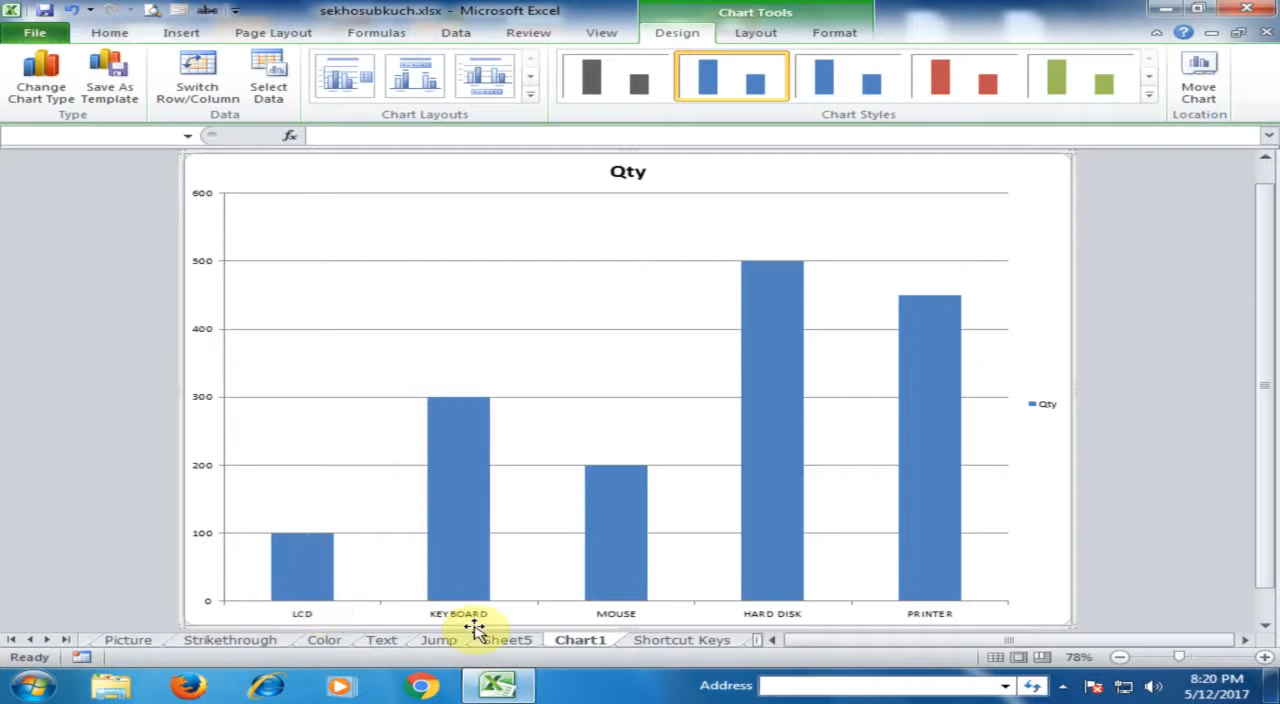 sekhosubkuch.xlsx - Microsoft Excel
Chart Tools
File Home Insert Page Layout Formulas Data Review View Design Layout Format
Change Chart Type
Save As Template
Switch Row/Column
Select Data
Move Chart
Type Data Chart Layouts Chart Styles Location
fx
Qty
600
500
400
300
200
100
0
Qty
LCD KEYBOARD MOUSE HARD DISK PRINTER
Picture Strikethrough Color Text Jump Sheet5 Chart1 Shortcut Keys
Ready 78%
Address
8:20 PM
5/12/2017